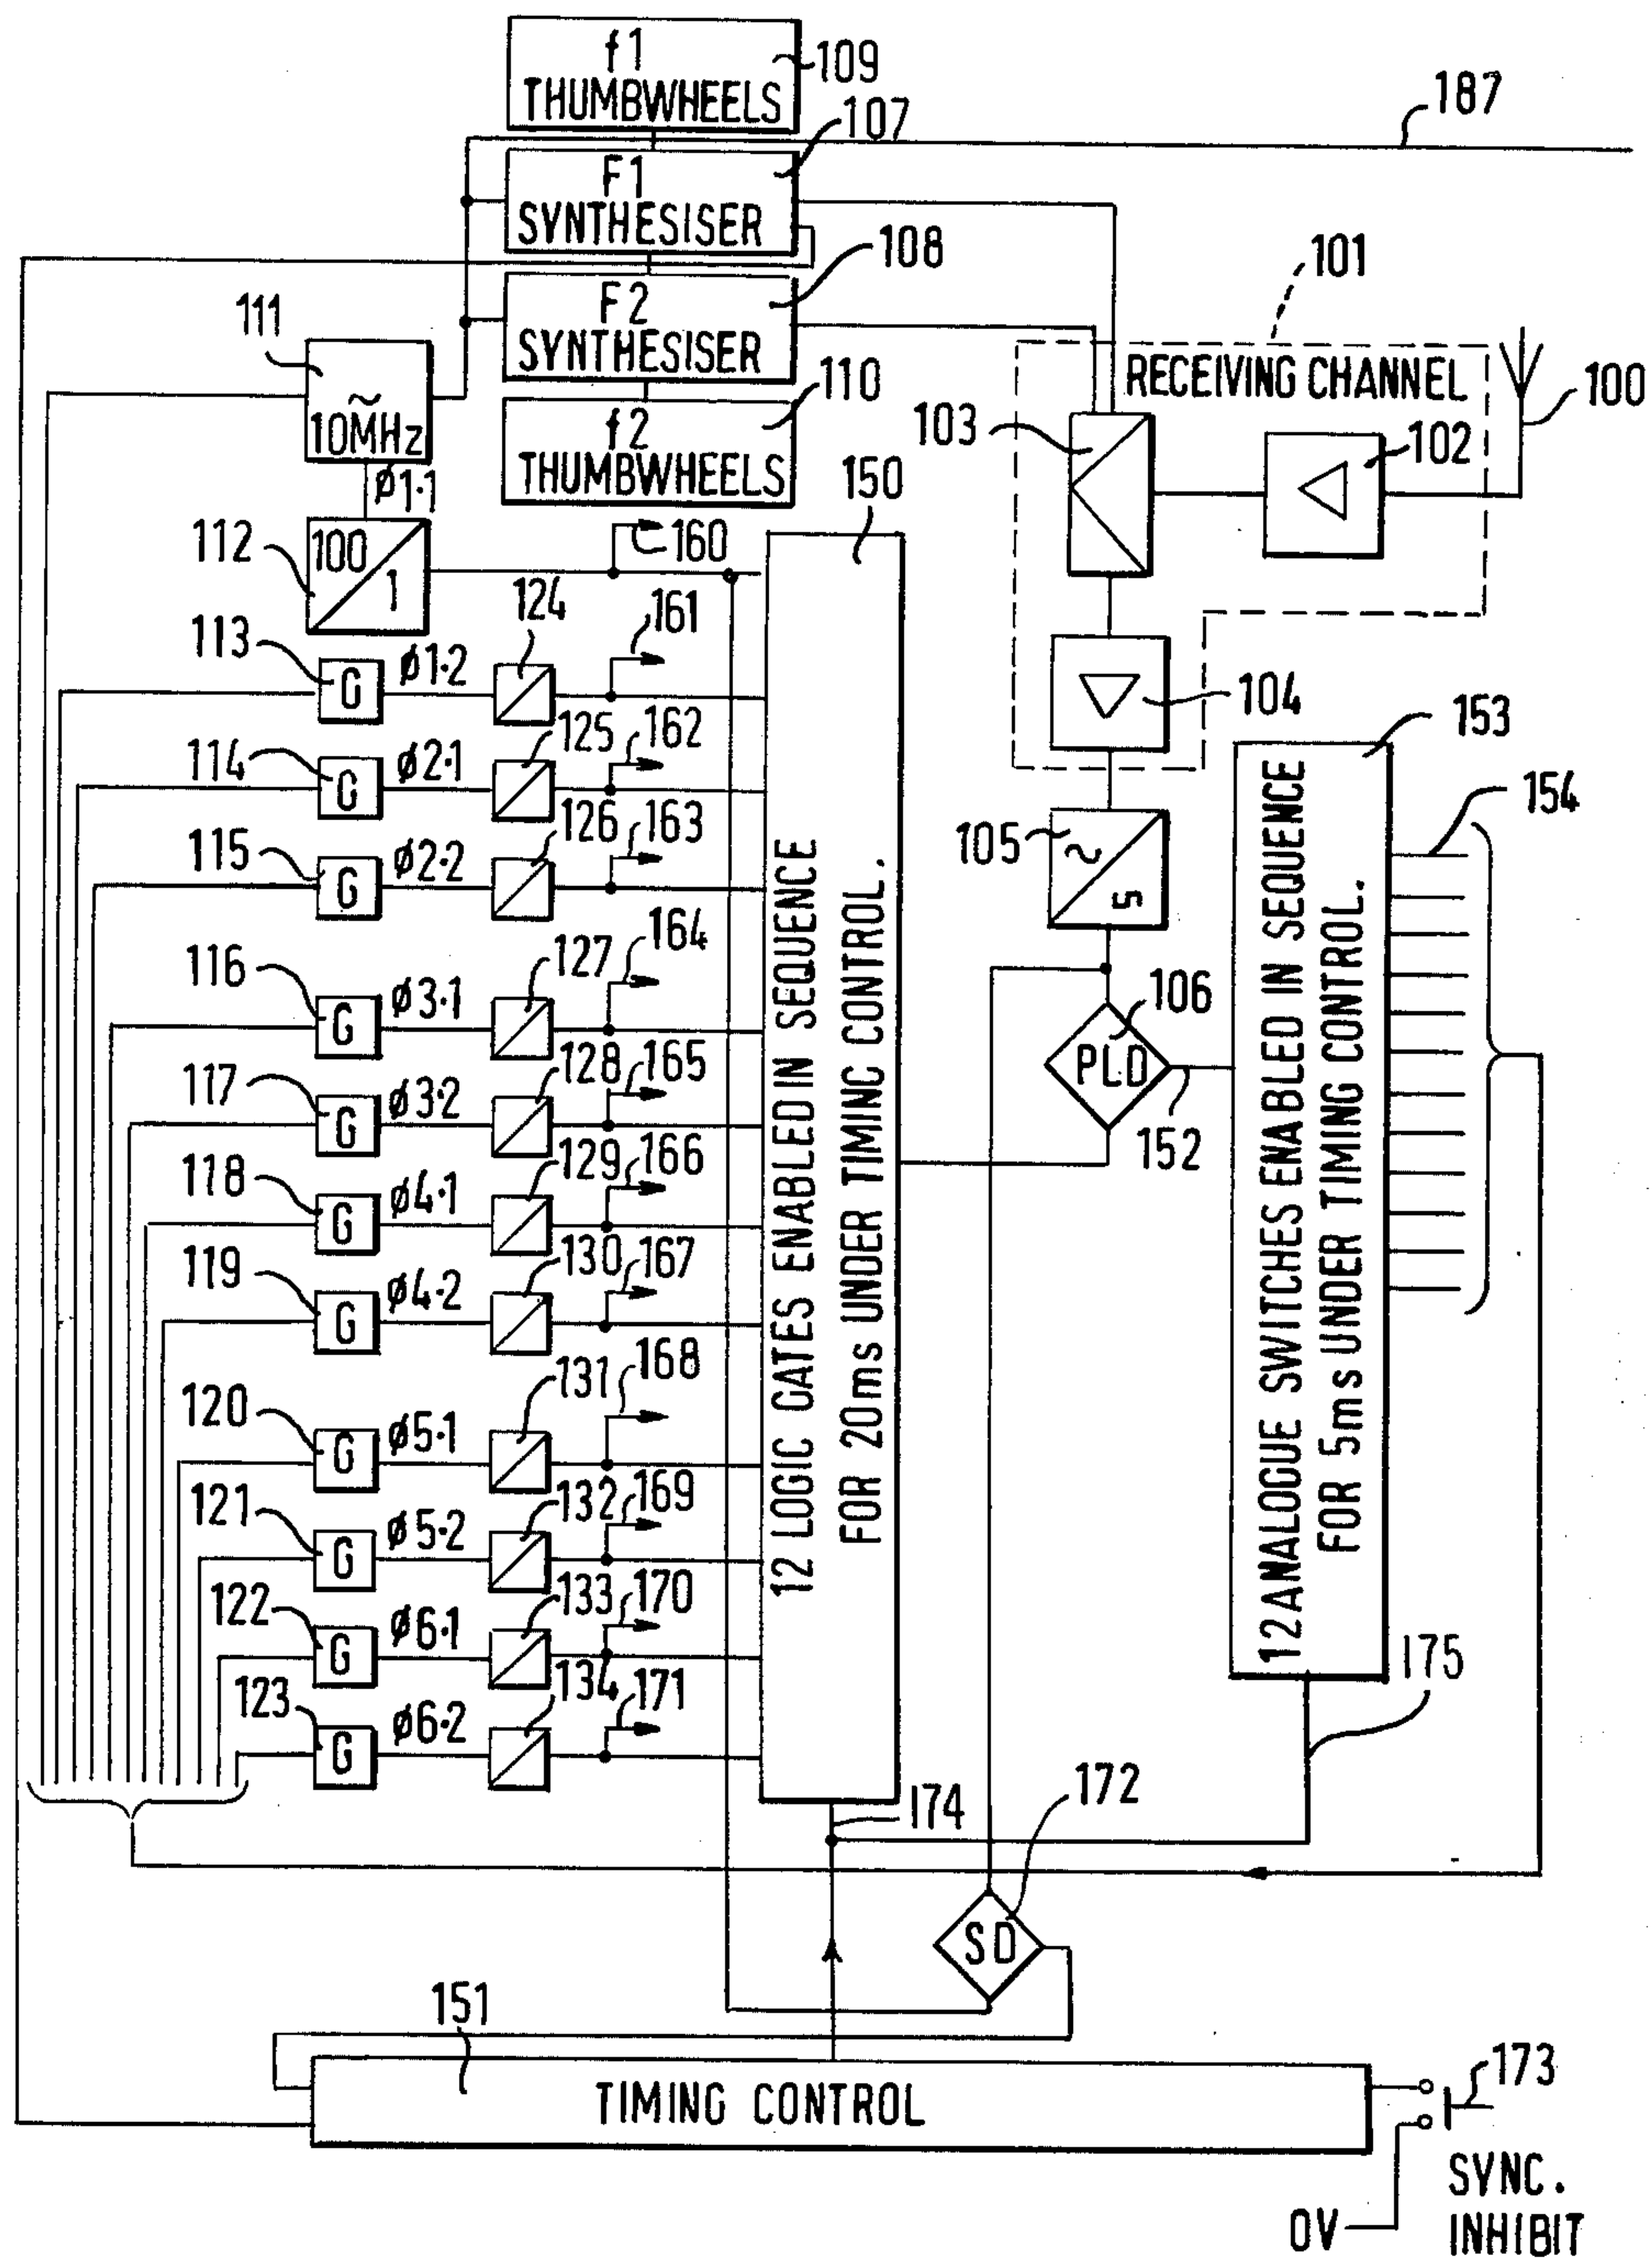 f1
THUMBWHEELS
109
107
187
F1
SYNTHESISER
108
101
F2
SYNTHESISER
111
~
10MHz
110
RECEIVING CHANNEL
100
f2
THUMBWHEELS
103
102
ø1·1
150
112
100
1
160
124
161
113
G
ø1·2
104
125
162
114
G
ø2·1
153
126
163
115
G
ø2·2
105
~
154
164
127
116
G
ø3·1
106
PLD
128
165
117
G
ø3·2
152
129
166
118
G
ø4·1
130
167
119
G
ø4·2
12 LOGIC GATES ENABLED IN SEQUENCE
FOR 20ms UNDER TIMING CONTROL.
12 ANALOGUE SWITCHES ENABLED IN SEQUENCE
FOR 5ms UNDER TIMING CONTROL.
131
168
120
G
ø5·1
132
169
121
G
ø5·2
133
170
122
G
ø6·1
175
134
171
123
G
ø6·2
174
172
SD
151
TIMING CONTROL
173
SYNC.
INHIBIT
0V